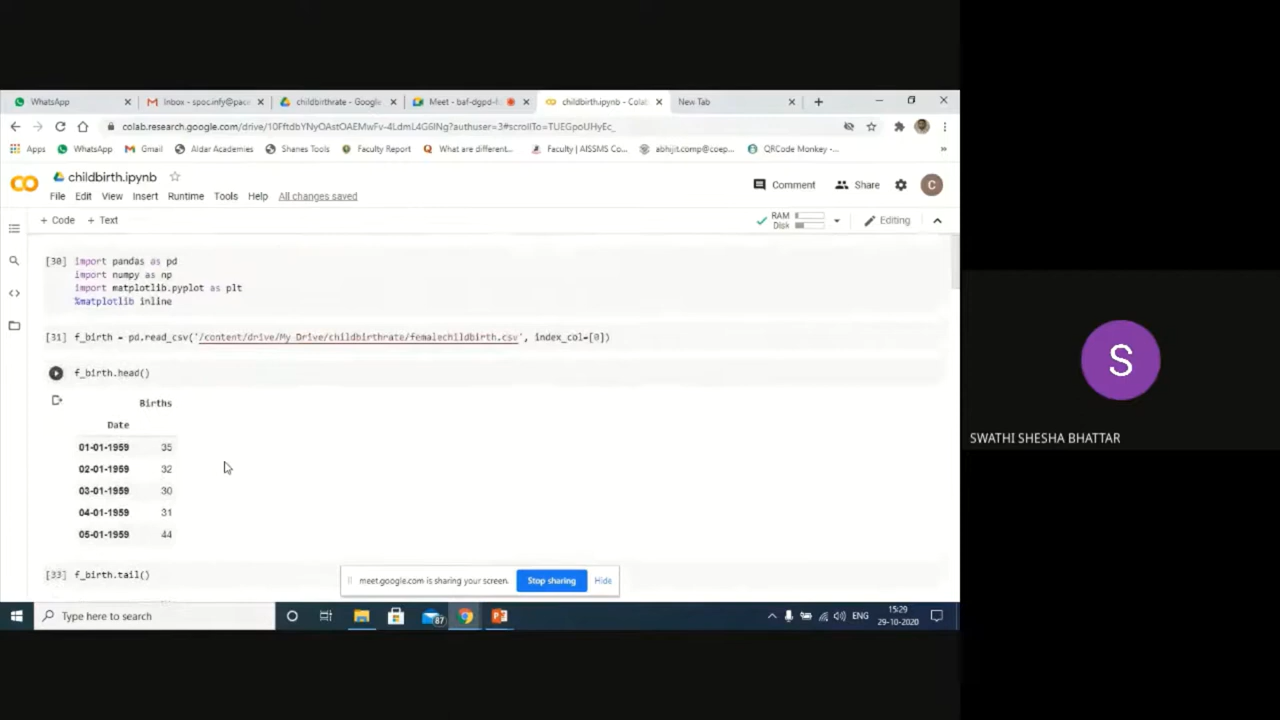 WhatsApp
Inbox - spoc.infy@pace
childbirthrate - Google
Meet - baf-dgpd-h
childbirth.ipynb - Colab
New Tab
colab.research.google.com/drive/10FftdbYNyOAstOAEMwFv-4LdmL4G6lNg?authuser=3#scrollTo=TUEGpoUHyEc_
Apps
WhatsApp
Gmail
Aldar Academies
Shanes Tools
Faculty Report
What are different...
Faculty | AISSMS Co...
abhijit.comp@coep...
QRCode Monkey -...
childbirth.ipynb
File Edit View Insert Runtime Tools Help All changes saved
Comment
Share
C
+ Code + Text
RAM
Disk
Editing
[30] import pandas as pd
import numpy as np
import matplotlib.pyplot as plt
%matplotlib inline
[31] f_birth = pd.read_csv('/content/drive/My Drive/childbirthrate/femalechildbirth.csv', index_col=[0])
f_birth.head()
Births
Date
01-01-1959 35
02-01-1959 32
03-01-1959 30
04-01-1959 31
05-01-1959 44
[33] f_birth.tail()
meet.google.com is sharing your screen.
Stop sharing
Hide
Type here to search
87
ENG
15:29
29-10-2020
S
SWATHI SHESHA BHATTAR